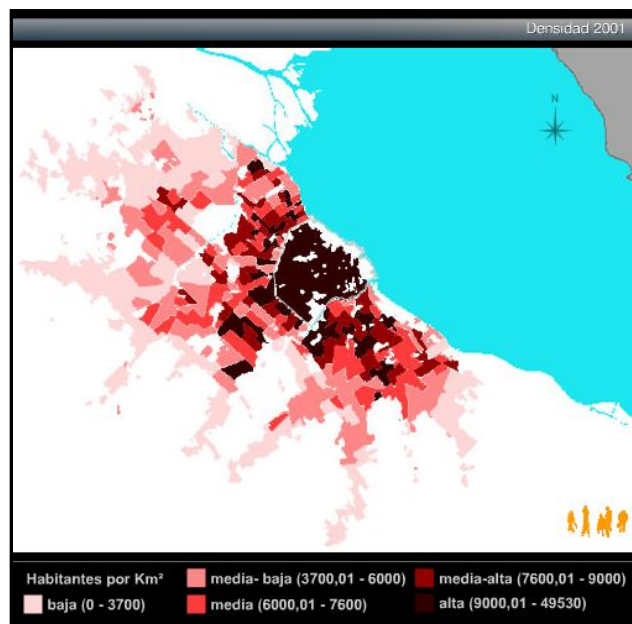 Densidad 2001
N
Habitantes por Km²
baja (0 - 3700)
media- baja (3700,01 - 6000)
media (6000,01 - 7600)
media-alta (7600,01 - 9000)
alta (9000,01 - 49530)